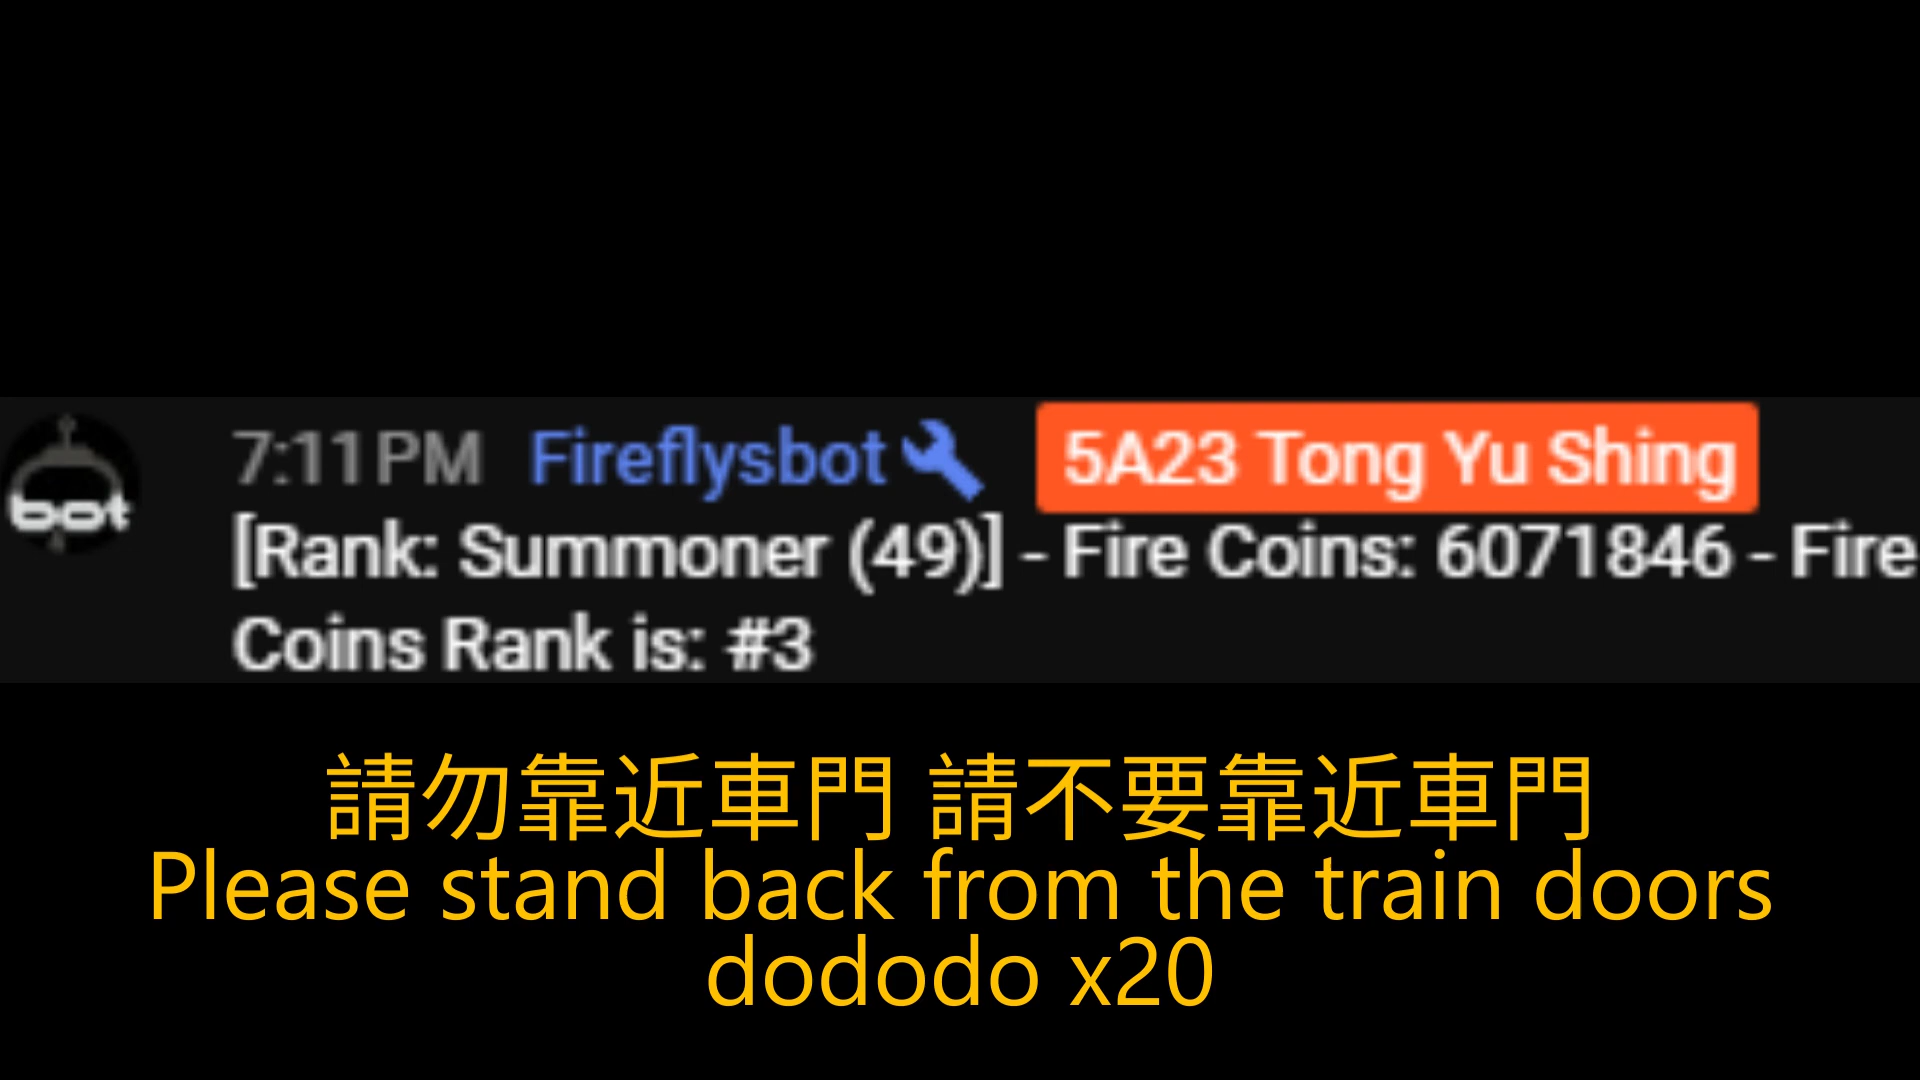 bot
7:11 PM Fireflysbot 5A23 Tong Yu Shing
[Rank: Summoner (49)] - Fire Coins: 6071846 - Fire
Coins Rank is: #3
請勿靠近車門 請不要靠近車門
Please stand back from the train doors
dododo x20